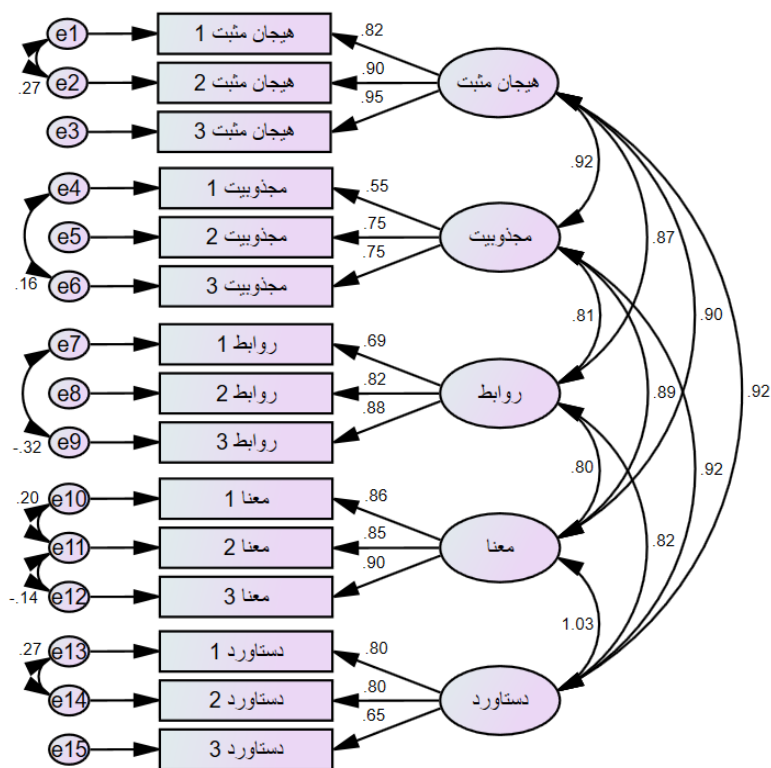 e1
هیجان مثبت 1
.82
.27
e2
هیجان مثبت 2
.90
هیجان مثبت
e3
هیجان مثبت 3
.95
.92
e4
مجذوبیت 1
.55
e5
مجذوبیت 2
.75
مجذوبیت
.87
.16
e6
مجذوبیت 3
.75
.81
.90
e7
روابط 1
.69
e8
روابط 2
.82
روابط
.89
.92
-.32
e9
روابط 3
.88
.80
.92
.20
e10
معنا 1
.86
e11
معنا 2
.85
معنا
.82
-.14
e12
معنا 3
.90
1.03
.27
e13
دستاورد 1
.80
e14
دستاورد 2
.80
دستاورد
e15
دستاورد 3
.65